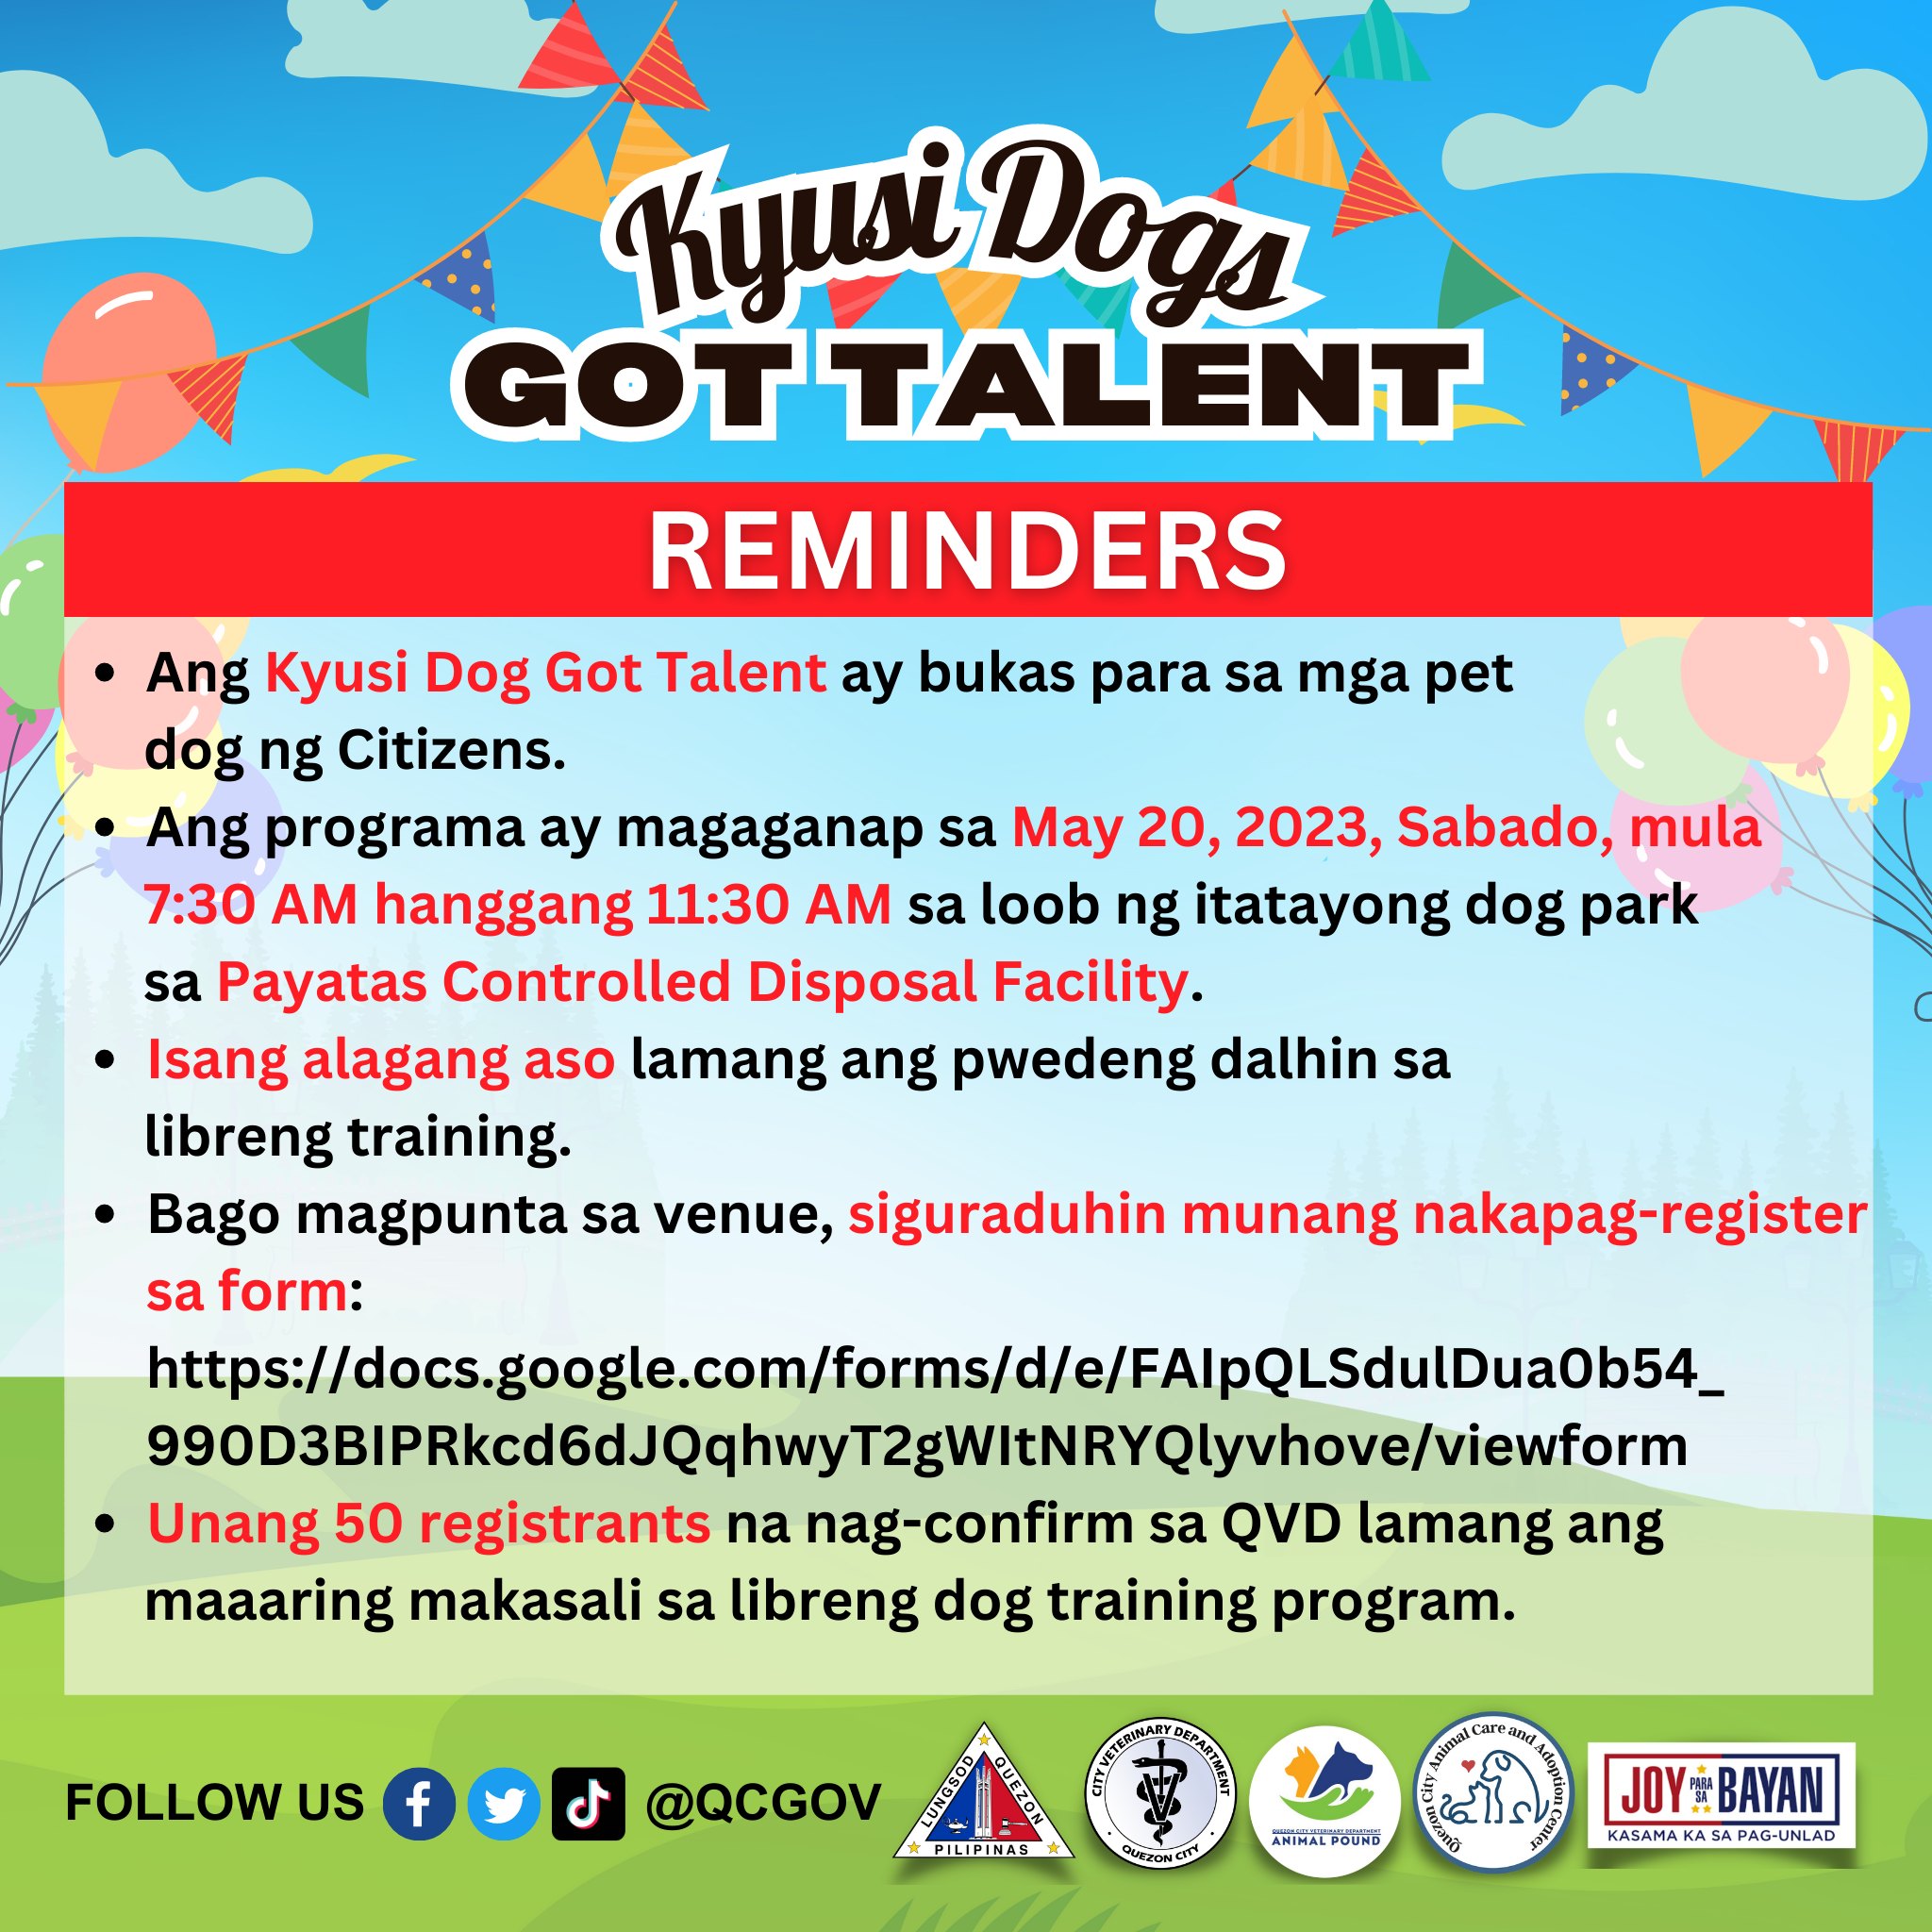 Kyusi Dogs
GOT TALENT
REMINDERS
• Ang Kyusi Dog Got Talent ay bukas para sa mga pet
dog ng Citizens.
• Ang programa ay magaganap sa May 20, 2023, Sabado, mula
7:30 AM hanggang 11:30 AM sa loob ng itatayong dog park
sa Payatas Controlled Disposal Facility.
• Isang alagang aso lamang ang pwedeng dalhin sa
libreng training.
• Bago magpunta sa venue, siguraduhin munang nakapag-register
sa form:
https://docs.google.com/forms/d/e/FAIpQLSdulDua0b54_
990D3BIPRkcd6dJQqhwyT2gWItNRYQlyvhove/viewform
• Unang 50 registrants na nag-confirm sa QVD lamang ang
maaaring makasali sa libreng dog training program.
FOLLOW US @QCGOV
LUNGSOD QUEZON
PILIPINAS
CITY VETERINARY DEPARTMENT
QUEZON CITY
QUEZON CITY VETERINARY DEPARTMENT
ANIMAL POUND
Quezon City Animal Care and Adoption Center
JOY PARA SA BAYAN
KASAMA KA SA PAG-UNLAD